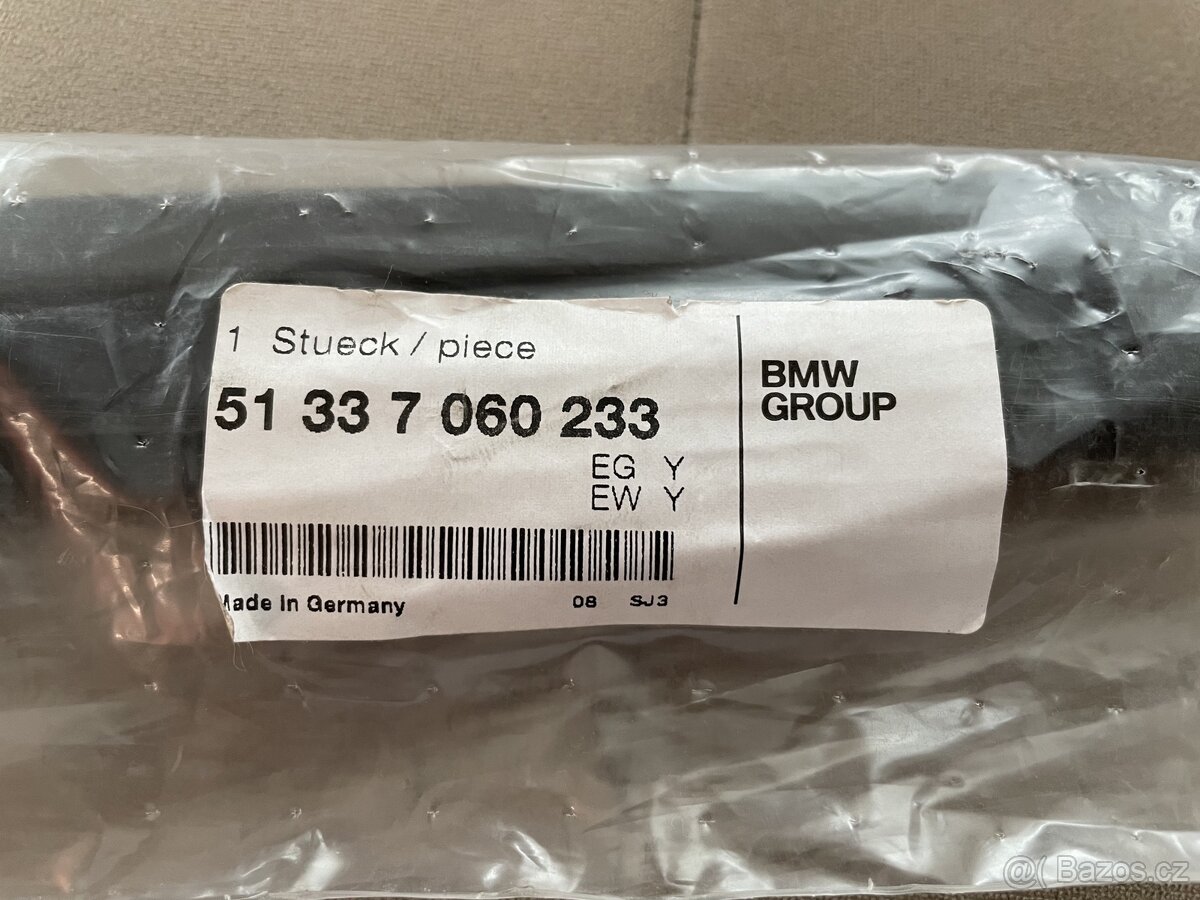 1 Stueck / piece
51 33 7 060 233
EG Y
EW Y
Made In Germany
08 SJ3
BMW
GROUP
@( Bazos.cz